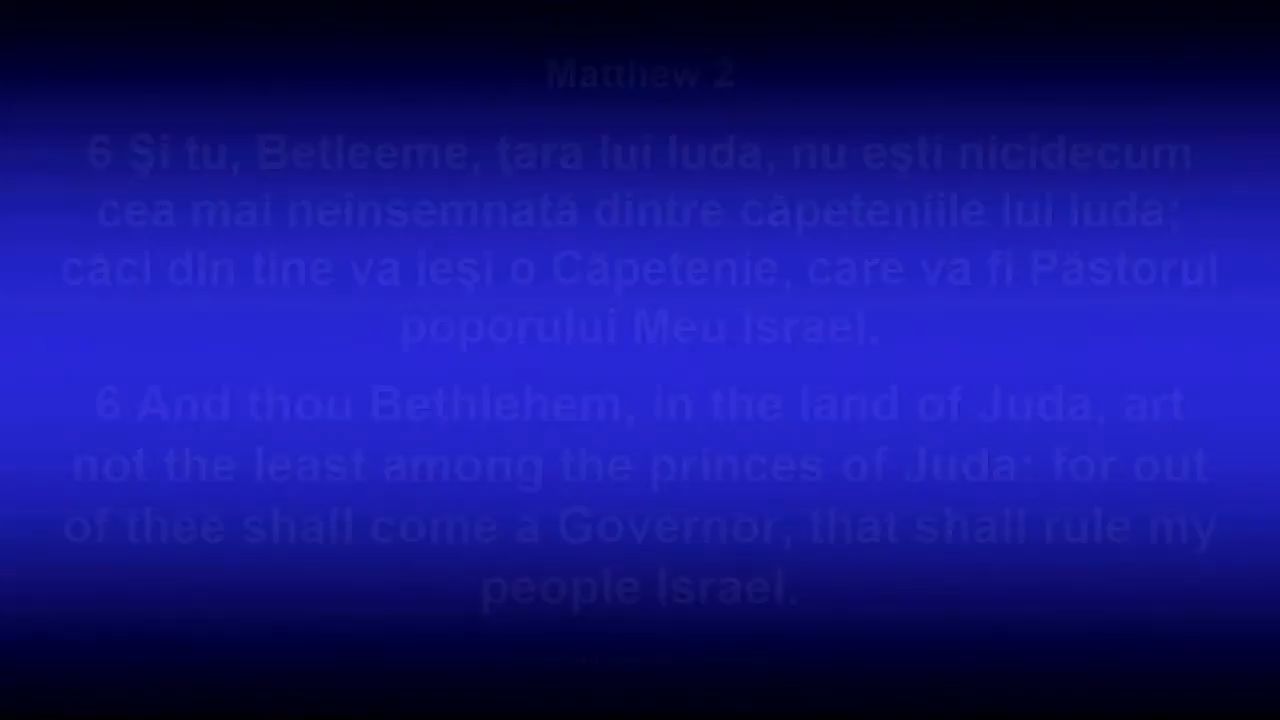 Matthew 2
6 Şi tu, Betleeme, ţara lui Iuda, nu eşti nicidecum
cea mai neînsemnată dintre căpeteniile lui Iuda;
căci din tine va ieşi o Căpetenie, care va fi Păstorul
poporului Meu Israel.
6 And thou Bethlehem, in the land of Juda, art
not the least among the princes of Juda: for out
of thee shall come a Governor, that shall rule my
people Israel.